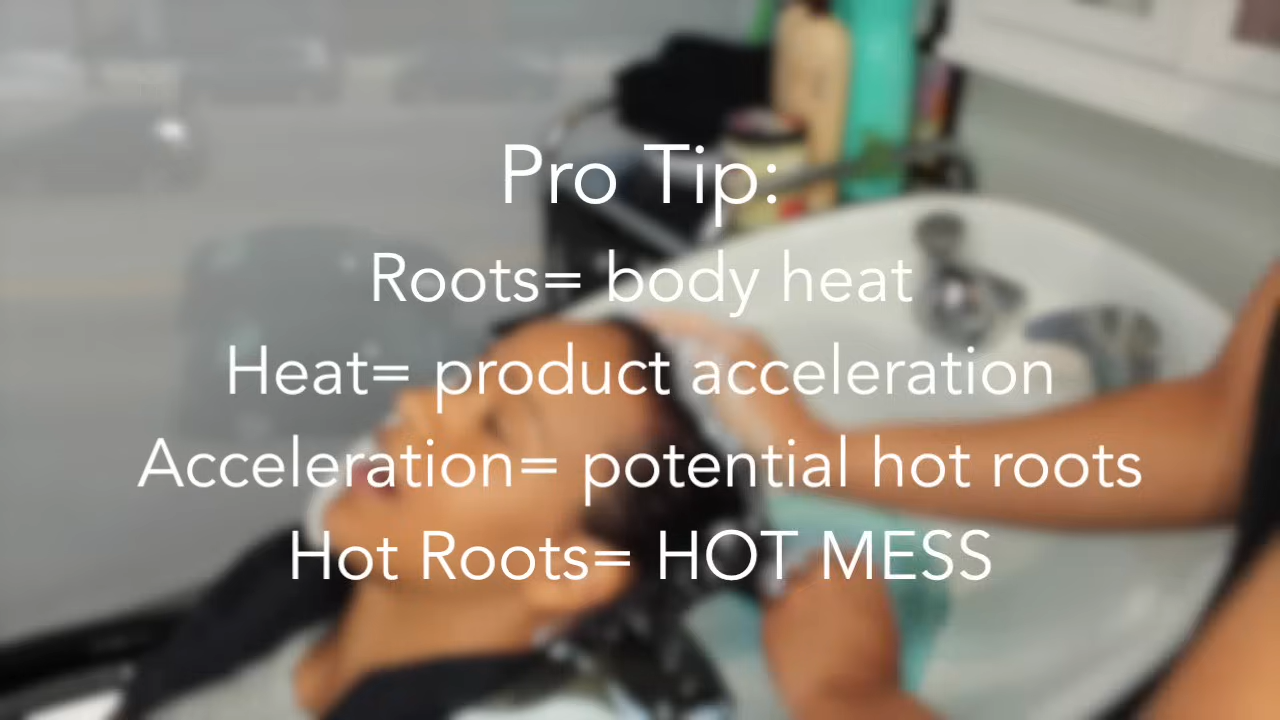 Pro Tip:
Roots= body heat
Heat= product acceleration
Acceleration= potential hot roots
Hot Roots= HOT MESS